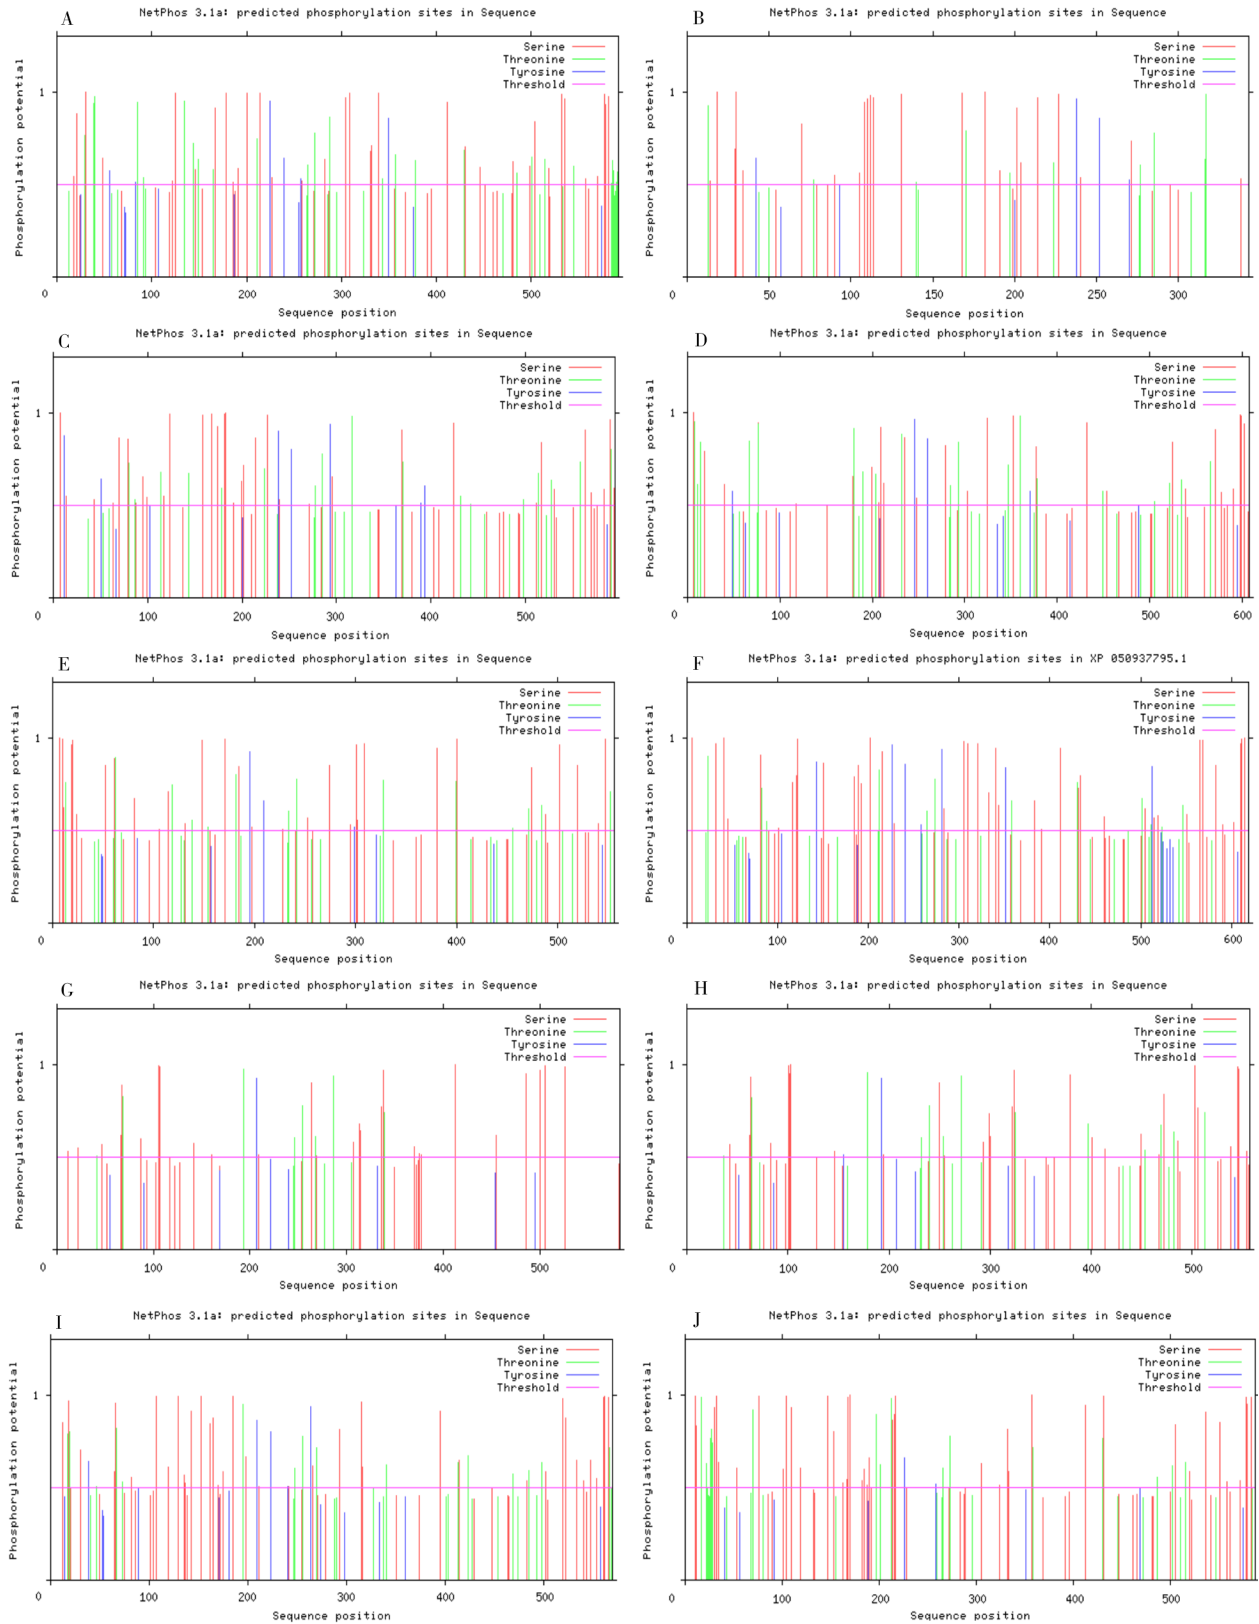 A
NetPhos 3.1a: predicted phosphorylation sites in Sequence
Serine
Threonine
Tyrosine
Threshold
Phosphorylation potential
1
0 100 200 300 400 500
Sequence position
B
NetPhos 3.1a: predicted phosphorylation sites in Sequence
Serine
Threonine
Tyrosine
Threshold
Phosphorylation potential
1
0 50 100 150 200 250 300
Sequence position
C
NetPhos 3.1a: predicted phosphorylation sites in Sequence
Serine
Threonine
Tyrosine
Threshold
Phosphorylation potential
1
0 100 200 300 400 500
Sequence position
D
NetPhos 3.1a: predicted phosphorylation sites in Sequence
Serine
Threonine
Tyrosine
Threshold
Phosphorylation potential
1
0 100 200 300 400 500 600
Sequence position
E
NetPhos 3.1a: predicted phosphorylation sites in Sequence
Serine
Threonine
Tyrosine
Threshold
Phosphorylation potential
1
0 100 200 300 400 500
Sequence position
F
NetPhos 3.1a: predicted phosphorylation sites in XP 050937795.1
Serine
Threonine
Tyrosine
Threshold
Phosphorylation potential
1
0 100 200 300 400 500 600
Sequence position
G
NetPhos 3.1a: predicted phosphorylation sites in Sequence
Serine
Threonine
Tyrosine
Threshold
Phosphorylation potential
1
0 100 200 300 400 500
Sequence position
H
NetPhos 3.1a: predicted phosphorylation sites in Sequence
Serine
Threonine
Tyrosine
Threshold
Phosphorylation potential
1
0 100 200 300 400 500
Sequence position
I
NetPhos 3.1a: predicted phosphorylation sites in Sequence
Serine
Threonine
Tyrosine
Threshold
Phosphorylation potential
1
0 100 200 300 400 500
Sequence position
J
NetPhos 3.1a: predicted phosphorylation sites in Sequence
Serine
Threonine
Tyrosine
Threshold
Phosphorylation potential
1
0 100 200 300 400 500
Sequence position